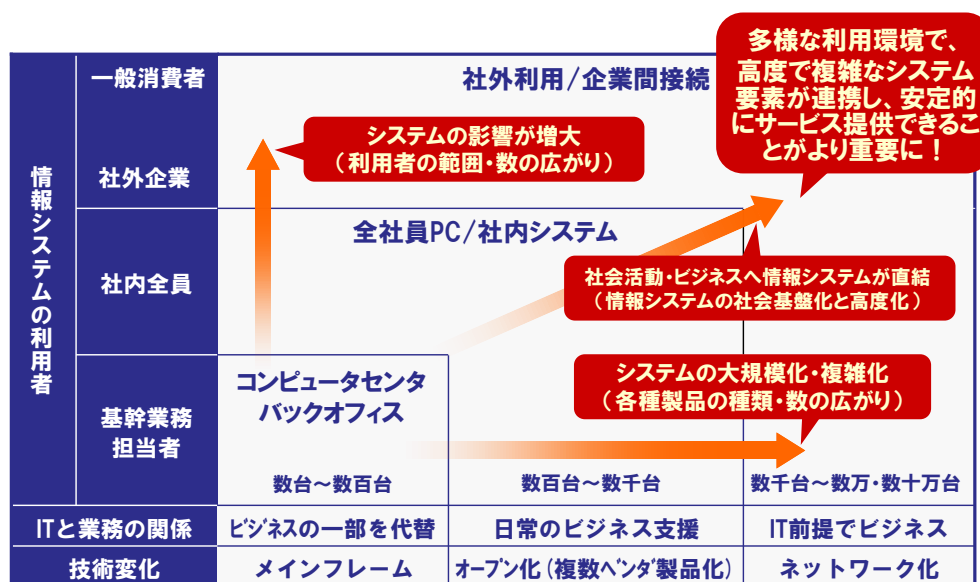 多様な利用環境で、
高度で複雑なシステム
要素が連携し、安定的
にサービス提供できるこ
とがより重要に！
一般消費者
社外利用/企業間接続
システムの影響が増大
（利用者の範囲・数の広がり）
情報システムの利用者
社外企業
全社員PC/社内システム
社内全員
社会活動・ビジネスへ情報システムが直結
（情報システムの社会基盤化と高度化）
コンピュータセンタ
バックオフィス
システムの大規模化・複雑化
（各種製品の種類・数の広がり）
基幹業務
担当者
数台～数百台
数百台～数千台
数千台～数万・数十万台
ITと業務の関係
ﾋﾞｼﾞﾈｽの一部を代替
日常のビジネス支援
IT前提でビジネス
技術変化
メインフレーム
ｵｰﾌﾟﾝ化（複数ﾍﾞﾝﾀﾞ製品化）
ネットワーク化